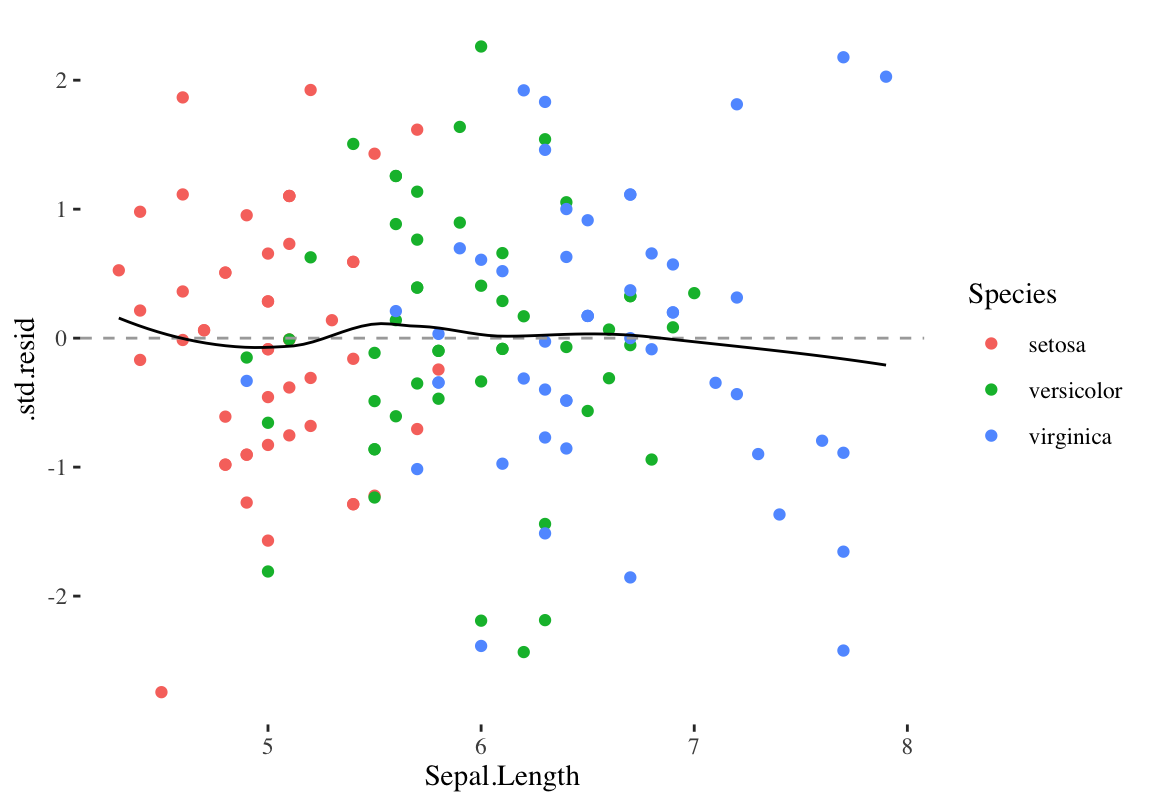 .std.resid
2
1
0
-1
-2
5
6
7
8
Sepal.Length
Species
setosa
versicolor
virginica